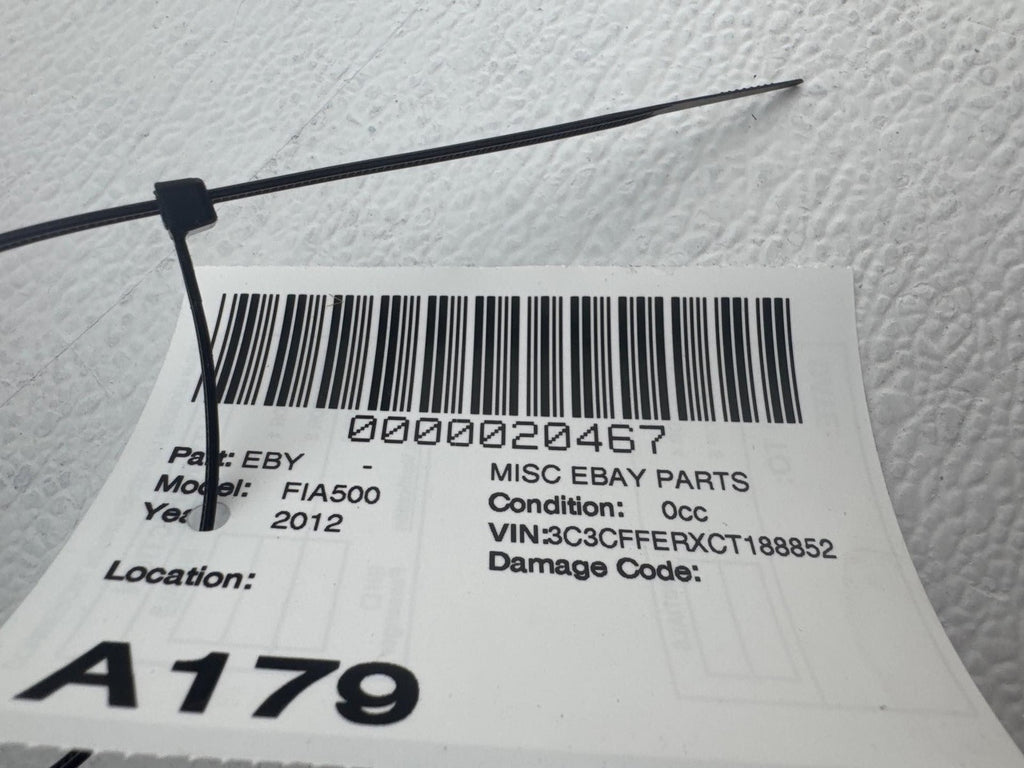 0000020467
Part: EBY -
MISC EBAY PARTS
Model: FIA500
Condition: 0cc
Year 2012
VIN:3C3CFFERXCT188852
Damage Code:
Location:
A179